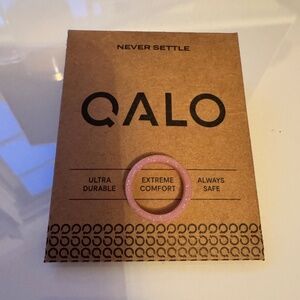 NEVER SETTLE
QALO
ULTRA DURABLE
EXTREME COMFORT
ALWAYS SAFE